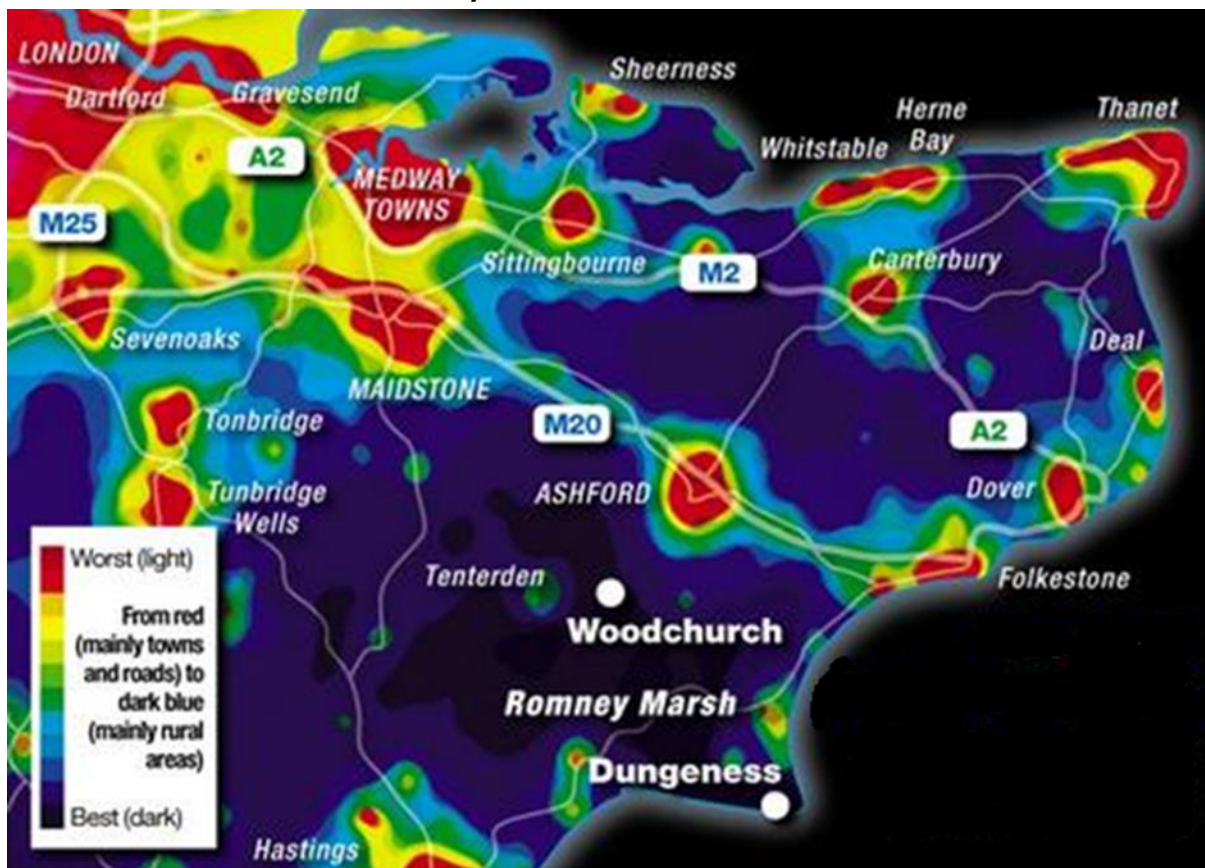 LONDON
Dartford
Gravesend
A2
Sheerness
Herne
Bay
Thanet
Whitstable
MEDWAY
TOWNS
M25
Sittingbourne
M2
Canterbury
Sevenoaks
Deal
MAIDSTONE
Tonbridge
M20
A2
Tunbridge
Wells
ASHFORD
Dover
Worst (light)
From red
(mainly towns
and roads) to
dark blue
(mainly rural
areas)
Best (dark)
Tenterden
Folkestone
Woodchurch
Romney Marsh
Dungeness
Hastings